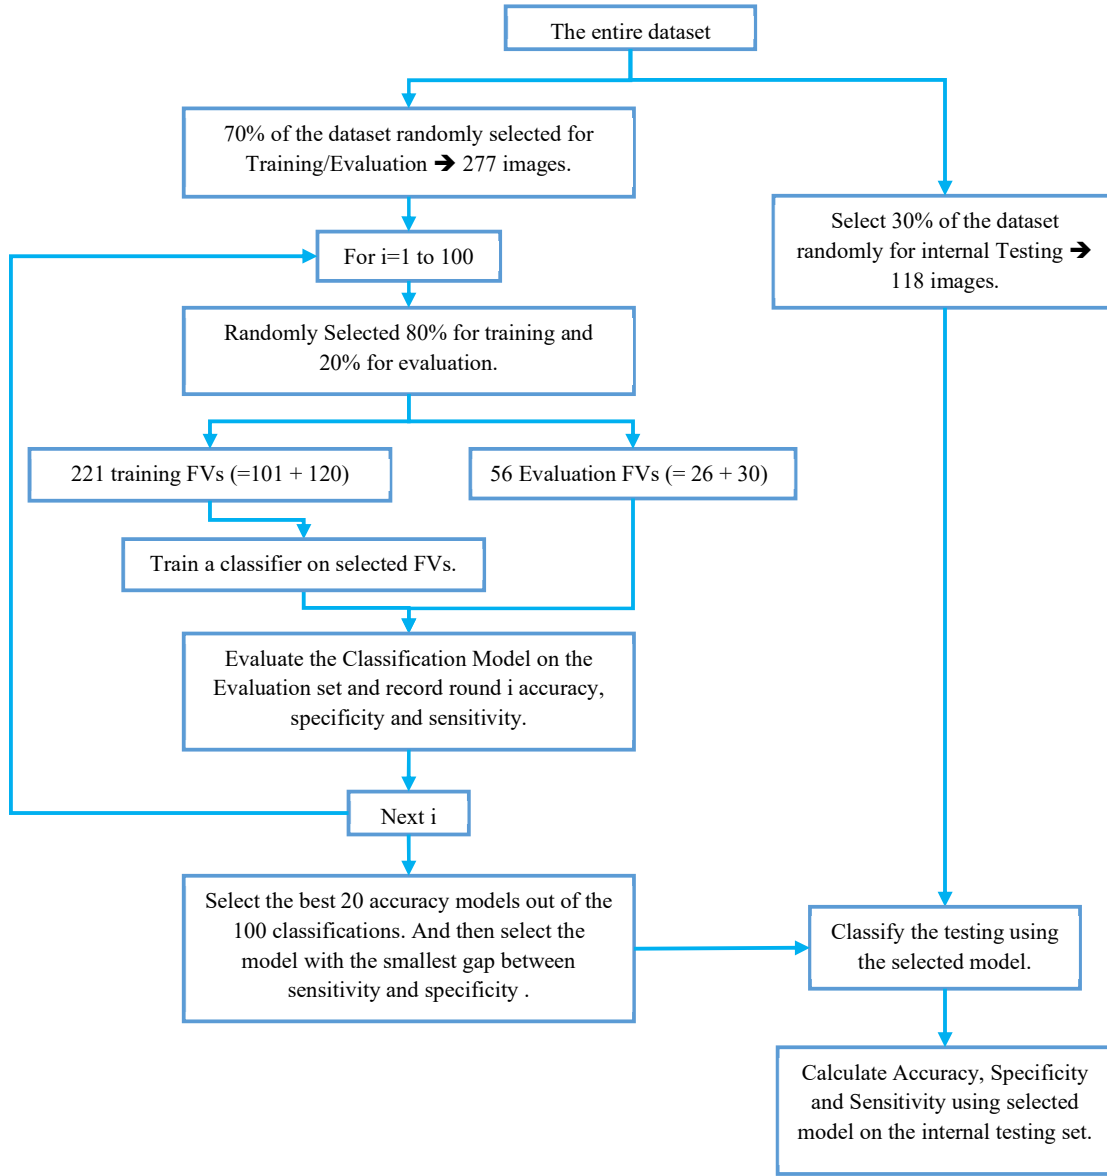 The entire dataset
70% of the dataset randomly selected for
Training/Evaluation ➔ 277 images.
Select 30% of the dataset
randomly for internal Testing ➔
118 images.
For i=1 to 100
Randomly Selected 80% for training and
20% for evaluation.
221 training FVs (=101 + 120)
56 Evaluation FVs (= 26 + 30)
Train a classifier on selected FVs.
Evaluate the Classification Model on the
Evaluation set and record round i accuracy,
specificity and sensitivity.
Next i
Select the best 20 accuracy models out of the
100 classifications. And then select the
model with the smallest gap between
sensitivity and specificity .
Classify the testing using
the selected model.
Calculate Accuracy, Specificity
and Sensitivity using selected
model on the internal testing set.